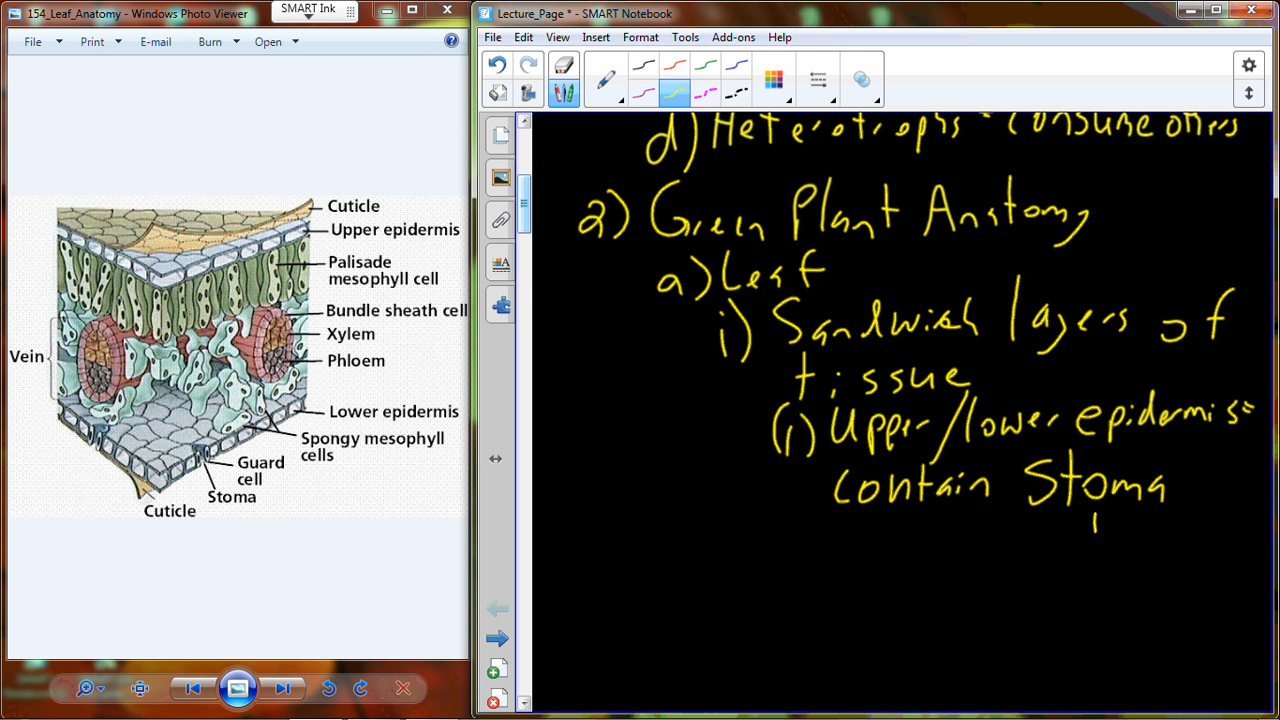 154_Leaf_Anatomy - Windows Photo Viewer
SMART Ink
File Print E-mail Burn Open
Cuticle
Upper epidermis
Palisade
mesophyll cell
Bundle sheath cell
Xylem
Vein
Phloem
Lower epidermis
Spongy mesophyll
cells
Guard
cell
Stoma
Cuticle
Lecture_Page * - SMART Notebook
File Edit View Insert Format Tools Add-ons Help
d) Heterotrophs - consume others
2) Green Plant Anatomy
a) Leaf
i) Sandwich layers of
tissue
(i) Upper/lower epidermis =
contain Stoma